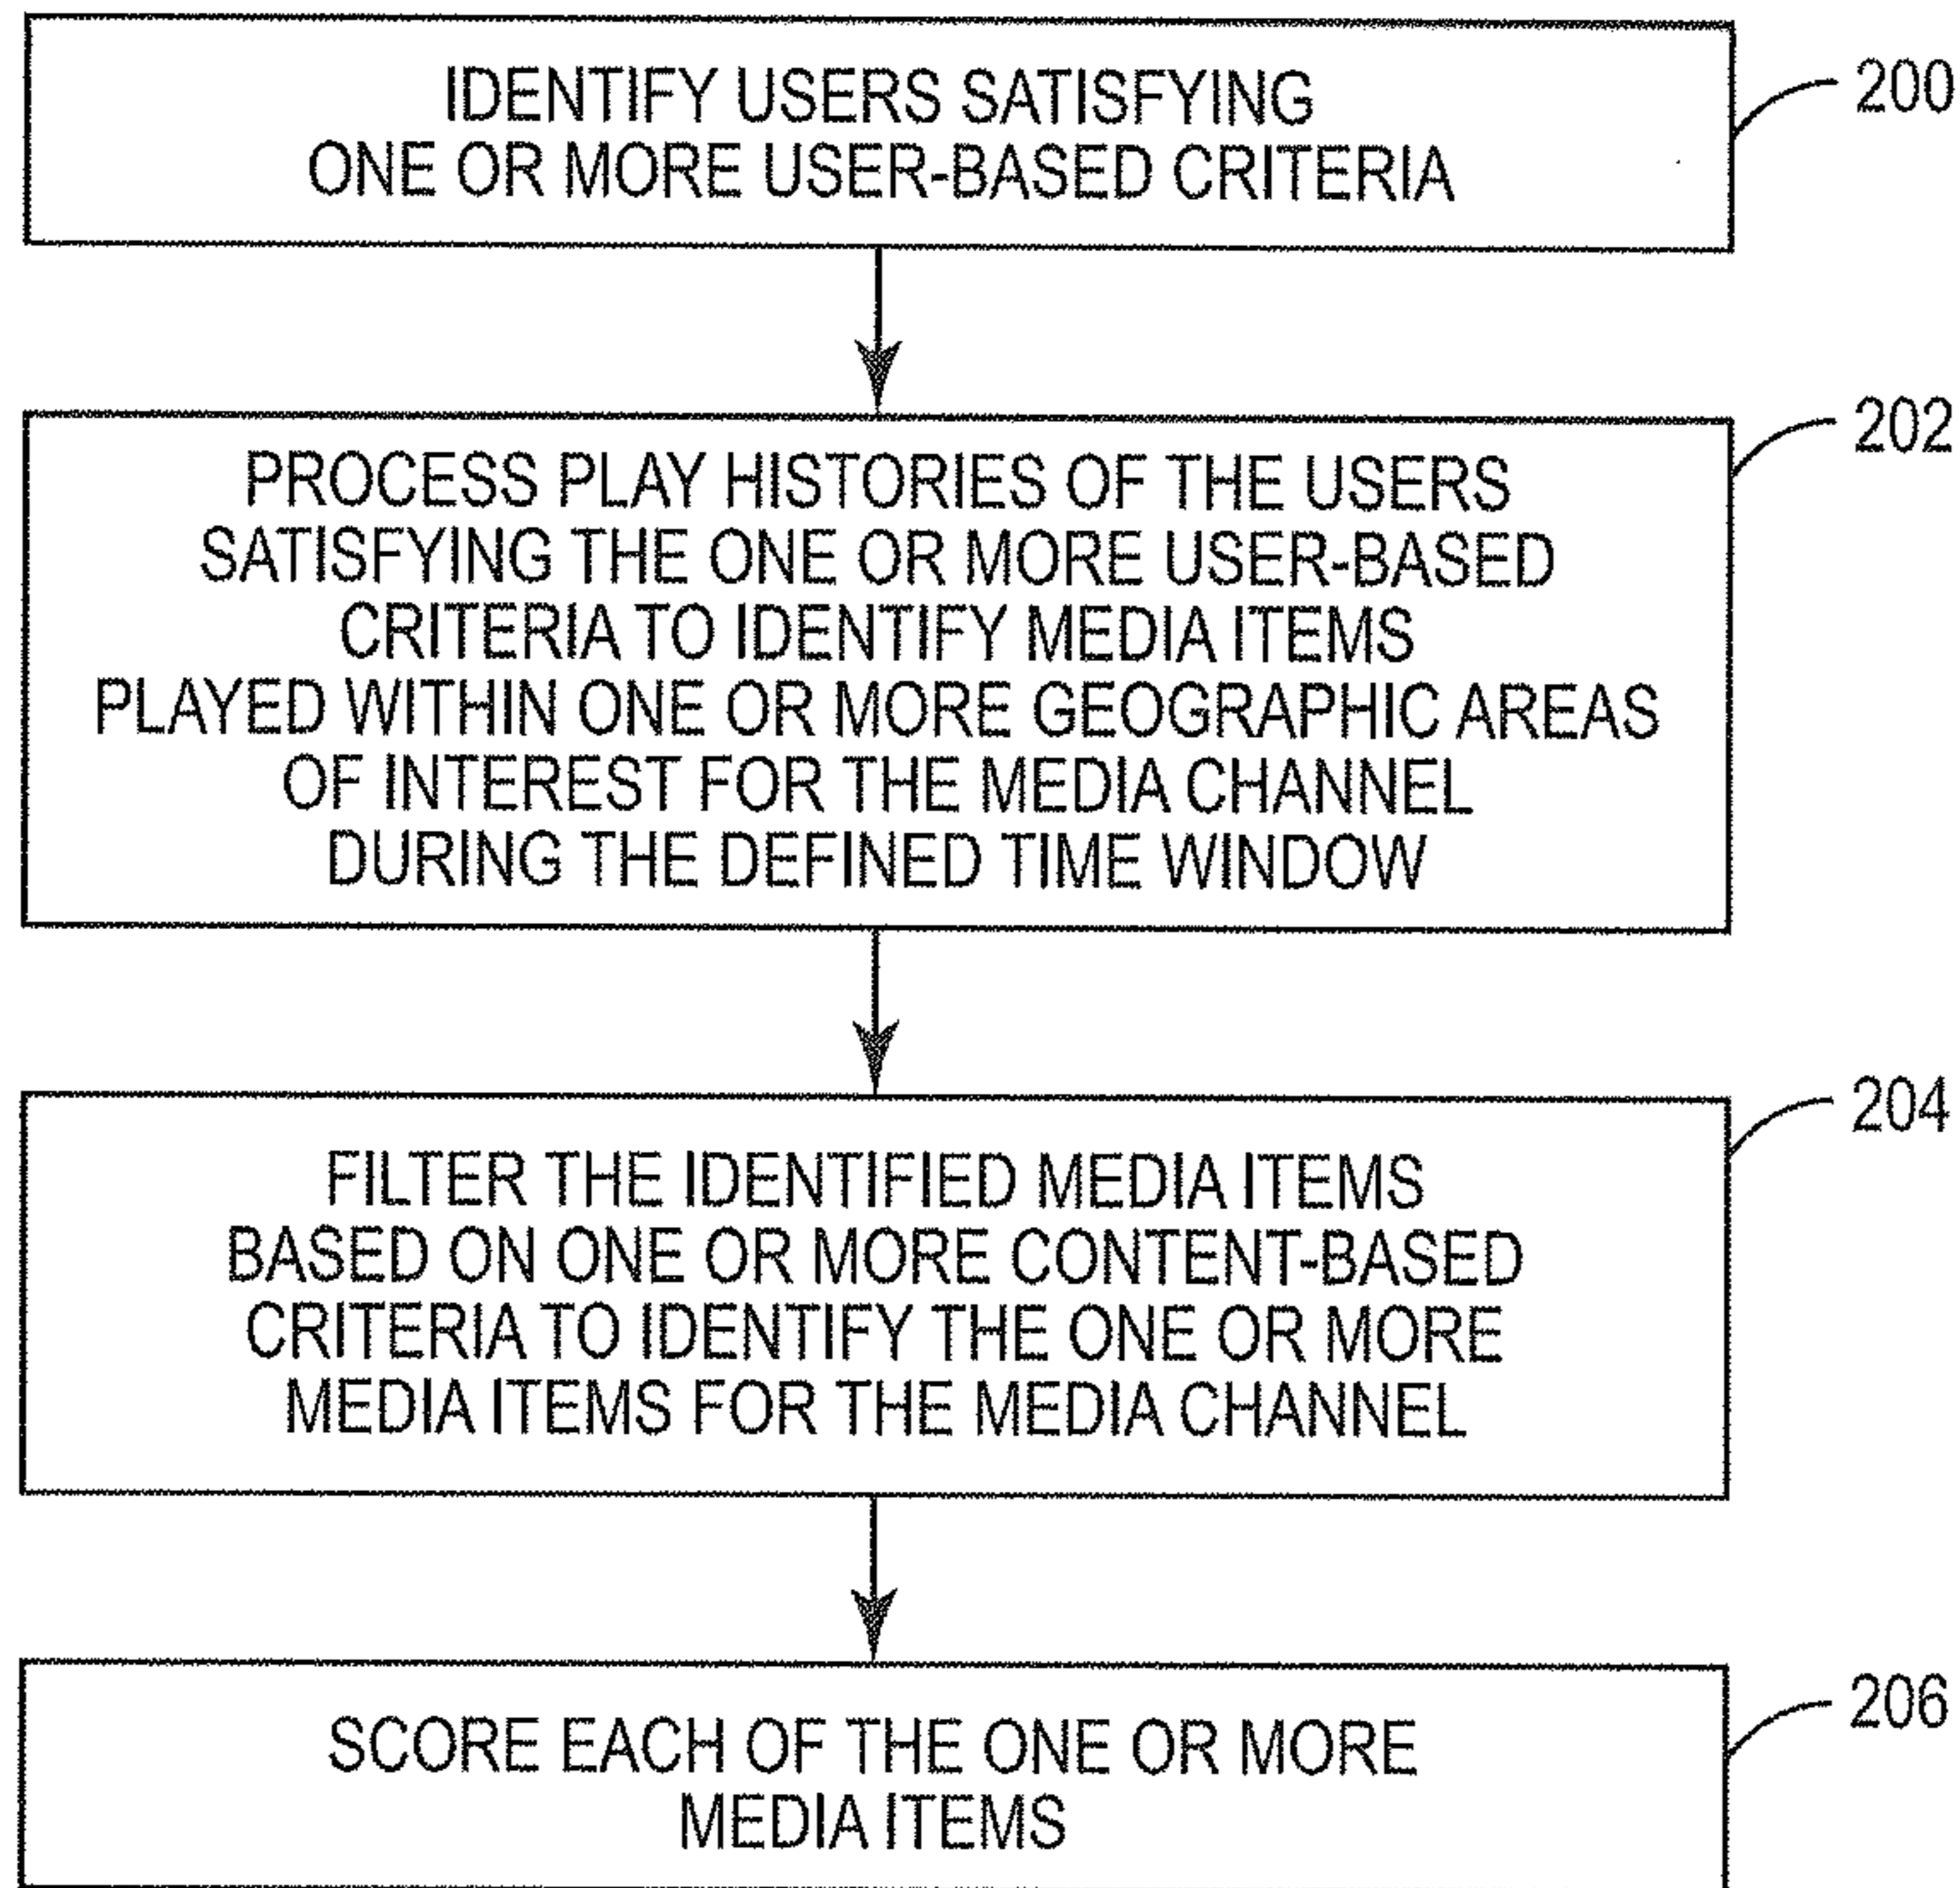 IDENTIFY USERS SATISFYING
ONE OR MORE USER-BASED CRITERIA
200
PROCESS PLAY HISTORIES OF THE USERS
SATISFYING THE ONE OR MORE USER-BASED
CRITERIA TO IDENTIFY MEDIA ITEMS
PLAYED WITHIN ONE OR MORE GEOGRAPHIC AREAS
OF INTEREST FOR THE MEDIA CHANNEL
DURING THE DEFINED TIME WINDOW
202
FILTER THE IDENTIFIED MEDIA ITEMS
BASED ON ONE OR MORE CONTENT-BASED
CRITERIA TO IDENTIFY THE ONE OR MORE
MEDIA ITEMS FOR THE MEDIA CHANNEL
204
SCORE EACH OF THE ONE OR MORE
MEDIA ITEMS
206